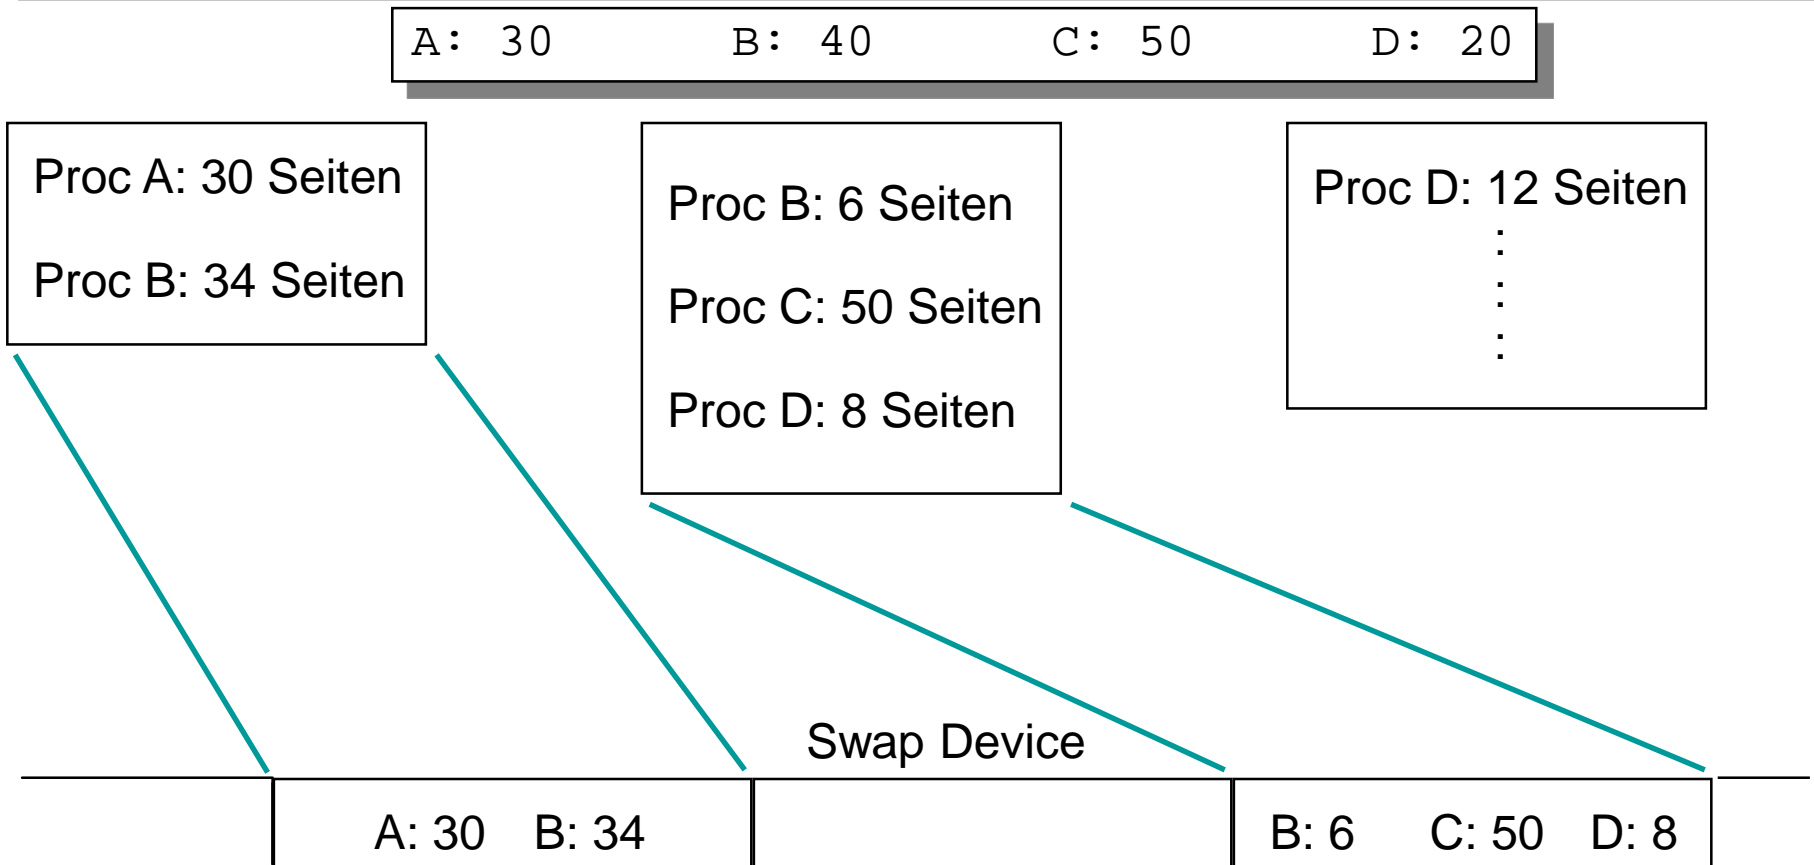 A: 30 B: 40 C: 50 D: 20
Proc A: 30 Seiten
Proc B: 34 Seiten
Proc B: 6 Seiten
Proc C: 50 Seiten
Proc D: 8 Seiten
Proc D: 12 Seiten
:
:
:
Swap Device
A: 30 B: 34
B: 6 C: 50 D: 8